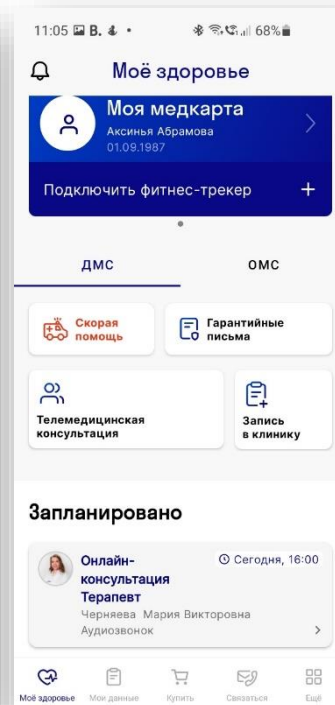 11:05 B. 68%
Моё здоровье
Моя медкарта
Аксинья Абрамова
01.09.1987
Подключить фитнес-трекер +
ДМС ОМС
Скорая помощь
Гарантийные письма
Телемедицинская консультация
Запись в клинику
Запланировано
Онлайн-консультация Терапевт
Сегодня, 16:00
Черняева Мария Викторовна
Аудиозвонок
Моё здоровье Мои данные Купить Связаться Ещё